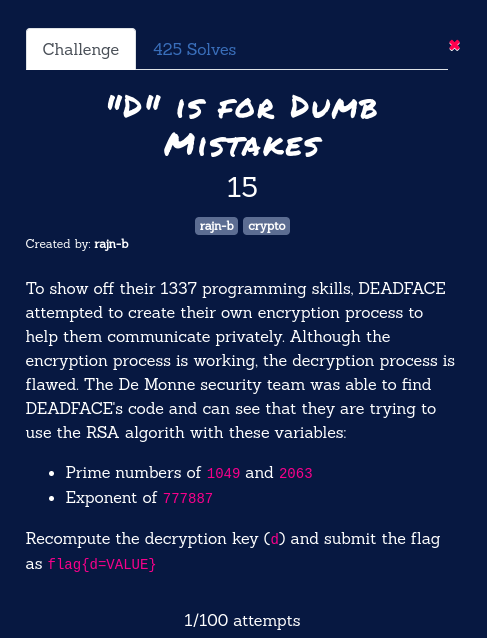 Challenge
425 Solves
✖
"D" is for Dumb
Mistakes
15
rajn-b crypto
Created by: rajn-b
To show off their 1337 programming skills, DEADFACE
attempted to create their own encryption process to
help them communicate privately. Although the
encryption process is working, the decryption process is
flawed. The De Monne security team was able to find
DEADFACE's code and can see that they are trying to
use the RSA algorith with these variables:
• Prime numbers of 1049 and 2063
• Exponent of 777887
Recompute the decryption key (d) and submit the flag
as flag{d=VALUE}
1/100 attempts